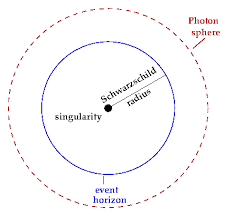 Photon
sphere
Schwarzschild
radius
singularity
event
horizon